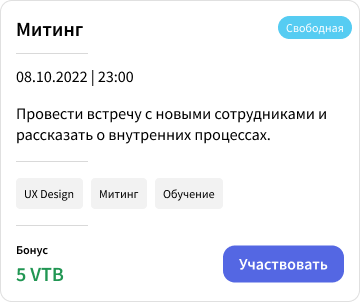 Митинг
Свободная
08.10.2022 | 23:00
Провести встречу с новыми сотрудниками и
рассказать о внутренних процессах.
UX Design
Митинг
Обучение
Бонус
5 VTB
Участвовать